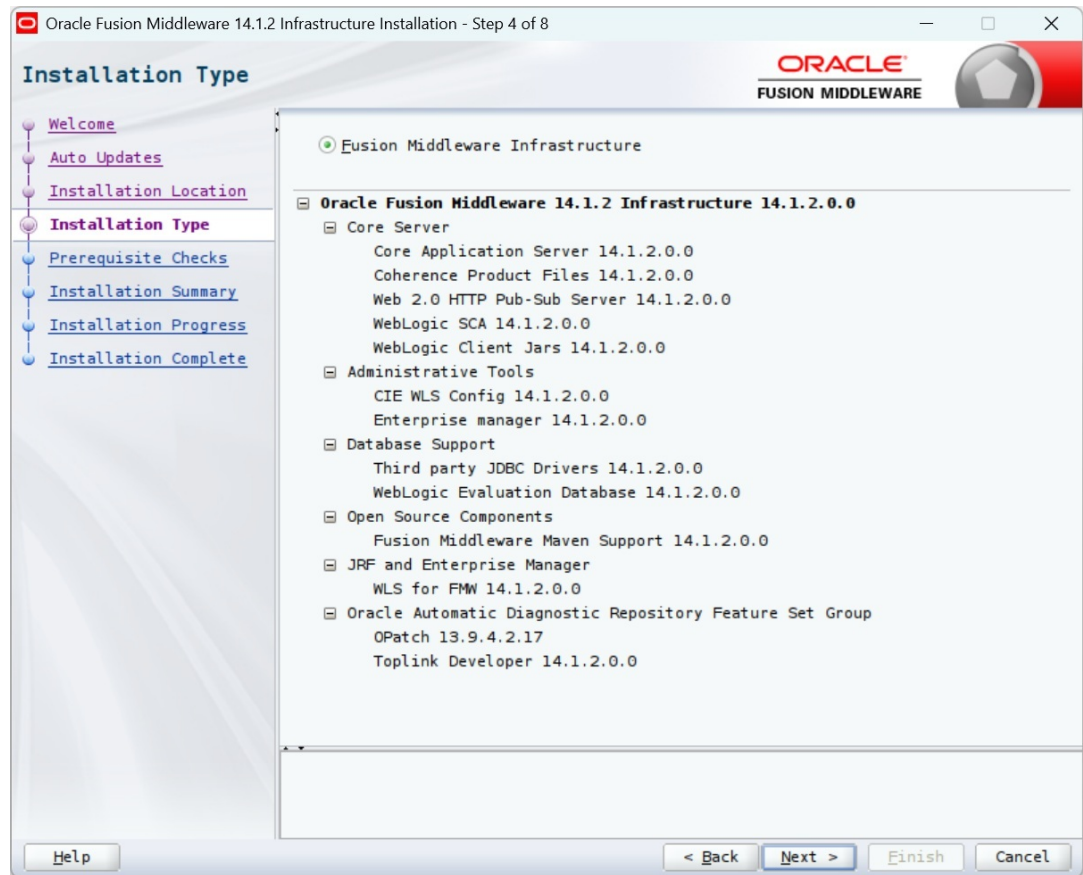 Oracle Fusion Middleware 14.1.2 Infrastructure Installation - Step 4 of 8
Installation Type
ORACLE
FUSION MIDDLEWARE
Welcome
Auto Updates
Installation Location
Installation Type
Prerequisite Checks
Installation Summary
Installation Progress
Installation Complete
Fusion Middleware Infrastructure
Oracle Fusion Middleware 14.1.2 Infrastructure 14.1.2.0.0
Core Server
Core Application Server 14.1.2.0.0
Coherence Product Files 14.1.2.0.0
Web 2.0 HTTP Pub-Sub Server 14.1.2.0.0
WebLogic SCA 14.1.2.0.0
WebLogic Client Jars 14.1.2.0.0
Administrative Tools
CIE WLS Config 14.1.2.0.0
Enterprise manager 14.1.2.0.0
Database Support
Third party JDBC Drivers 14.1.2.0.0
WebLogic Evaluation Database 14.1.2.0.0
Open Source Components
Fusion Middleware Maven Support 14.1.2.0.0
JRF and Enterprise Manager
WLS for FMW 14.1.2.0.0
Oracle Automatic Diagnostic Repository Feature Set Group
OPatch 13.9.4.2.17
Toplink Developer 14.1.2.0.0
Help
< Back
Next >
Finish
Cancel